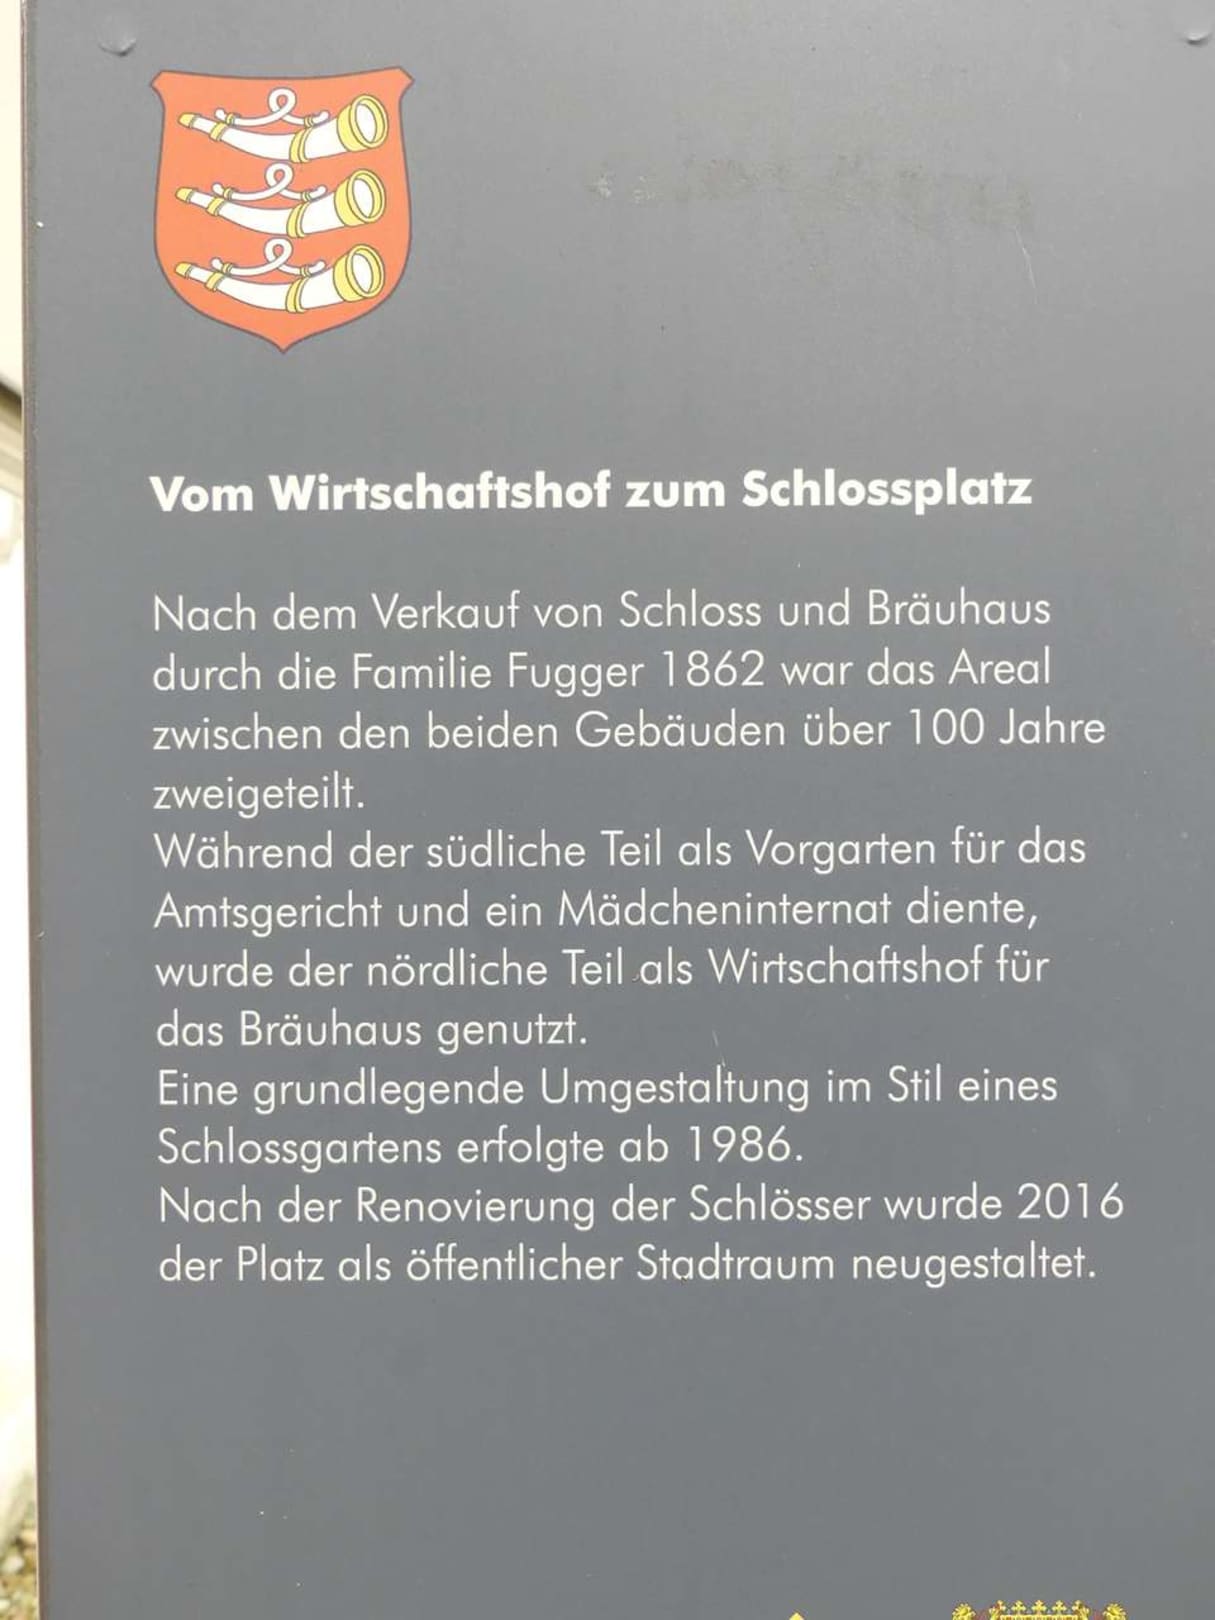 Vom Wirtschaftshof zum Schlossplatz
Nach dem Verkauf von Schloss und Bräuhaus
durch die Familie Fugger 1862 war das Areal
zwischen den beiden Gebäuden über 100 Jahre
zweigeteilt.
Während der südliche Teil als Vorgarten für das
Amtsgericht und ein Mädcheninternat diente,
wurde der nördliche Teil als Wirtschaftshof für
das Bräuhaus genutzt.
Eine grundlegende Umgestaltung im Stil eines
Schlossgartens erfolgte ab 1986.
Nach der Renovierung der Schlösser wurde 2016
der Platz als öffentlicher Stadtraum neugestaltet.